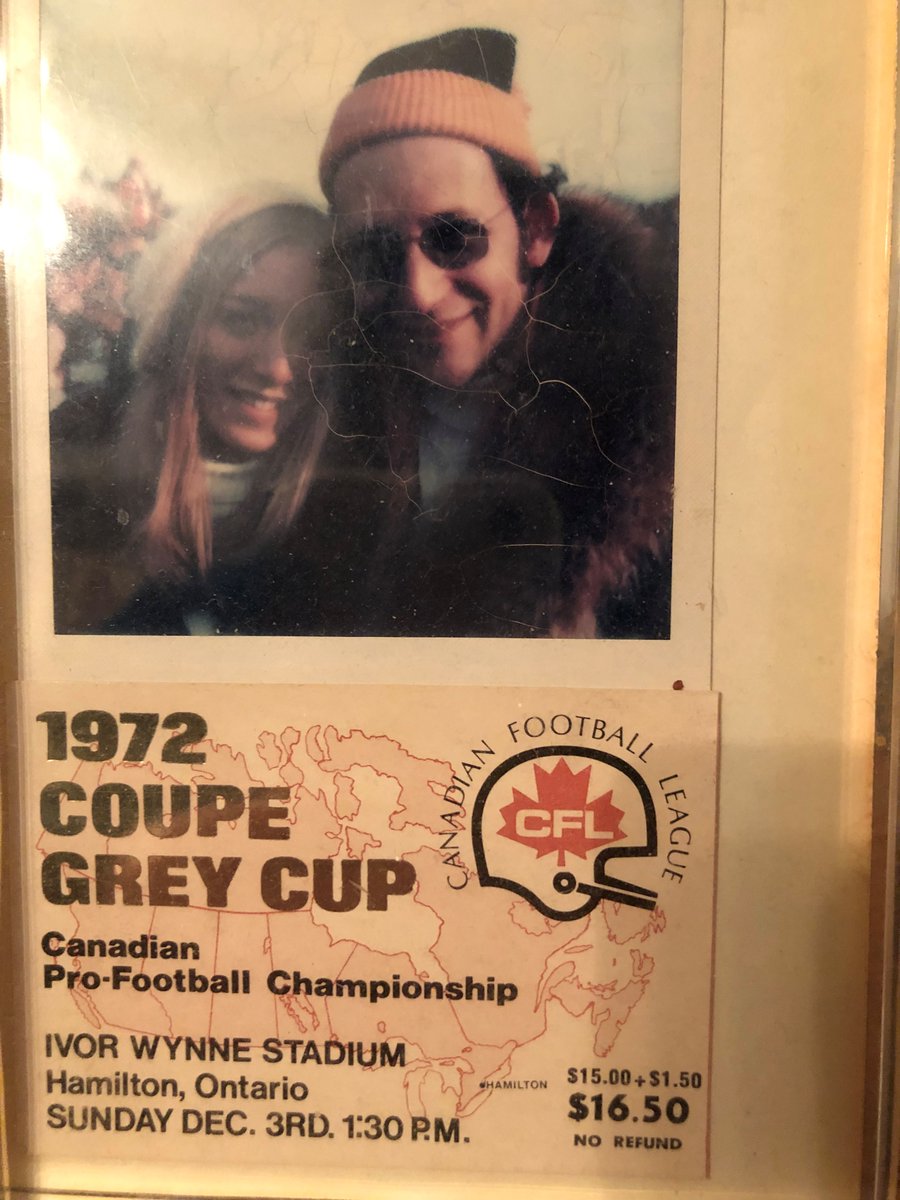 1972
COUPE
GREY CUP
CANADIAN FOOTBALL LEAGUE
CFL
Canadian
Pro-Football Championship
IVOR WYNNE STADIUM
Hamilton, Ontario
SUNDAY DEC. 3RD. 1:30 P.M.
HAMILTON
$15.00+$1.50
$16.50
NO REFUND